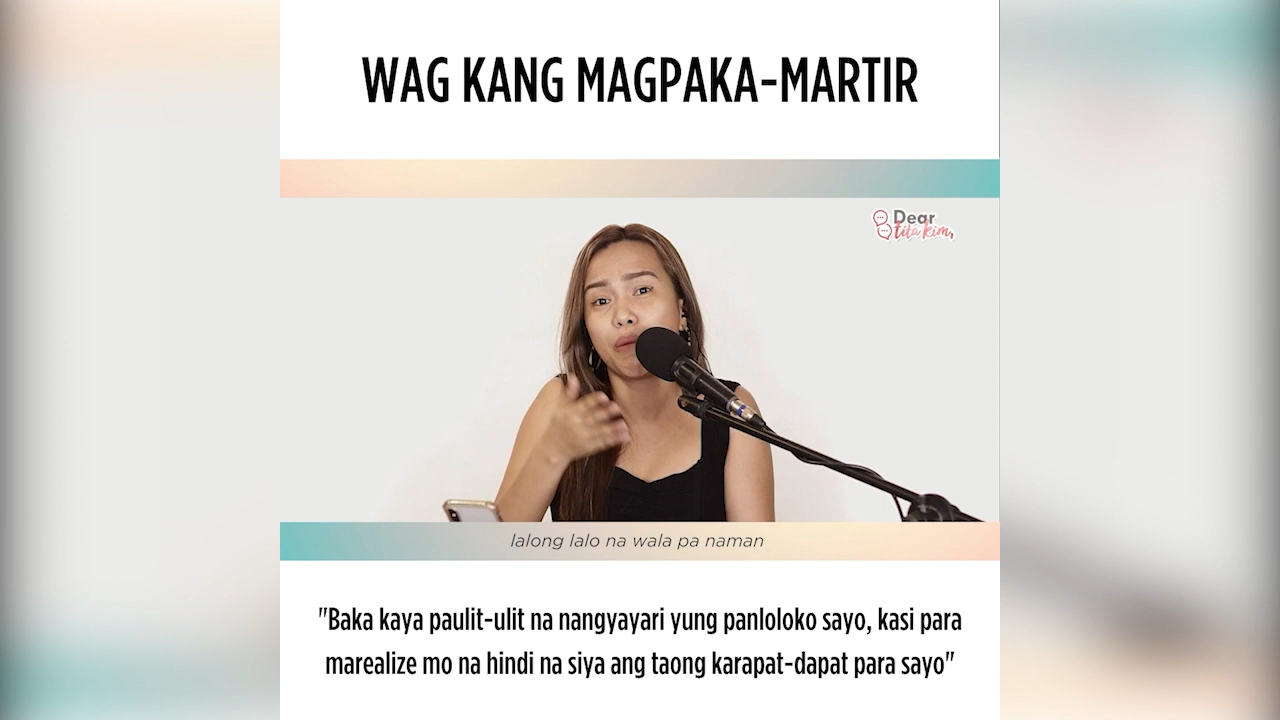 WAG KANG MAGPAKA-MARTIR
Dear
tita kim,
lalong lalo na wala pa naman
"Baka kaya paulit-ulit na nangyayari yung panloloko sayo, kasi para
marealize mo na hindi na siya ang taong karapat-dapat para sayo"